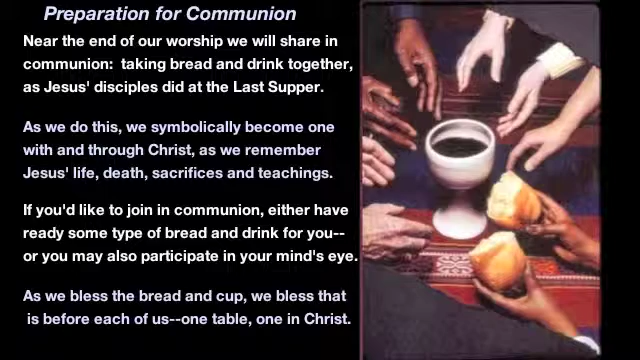 Preparation for Communion
Near the end of our worship we will share in
communion:  taking bread and drink together,
as Jesus' disciples did at the Last Supper.
As we do this, we symbolically become one
with and through Christ, as we remember
Jesus' life, death, sacrifices and teachings.
If you'd like to join in communion, either have
ready some type of bread and drink for you--
or you may also participate in your mind's eye.
As we bless the bread and cup, we bless that
is before each of us--one table, one in Christ.